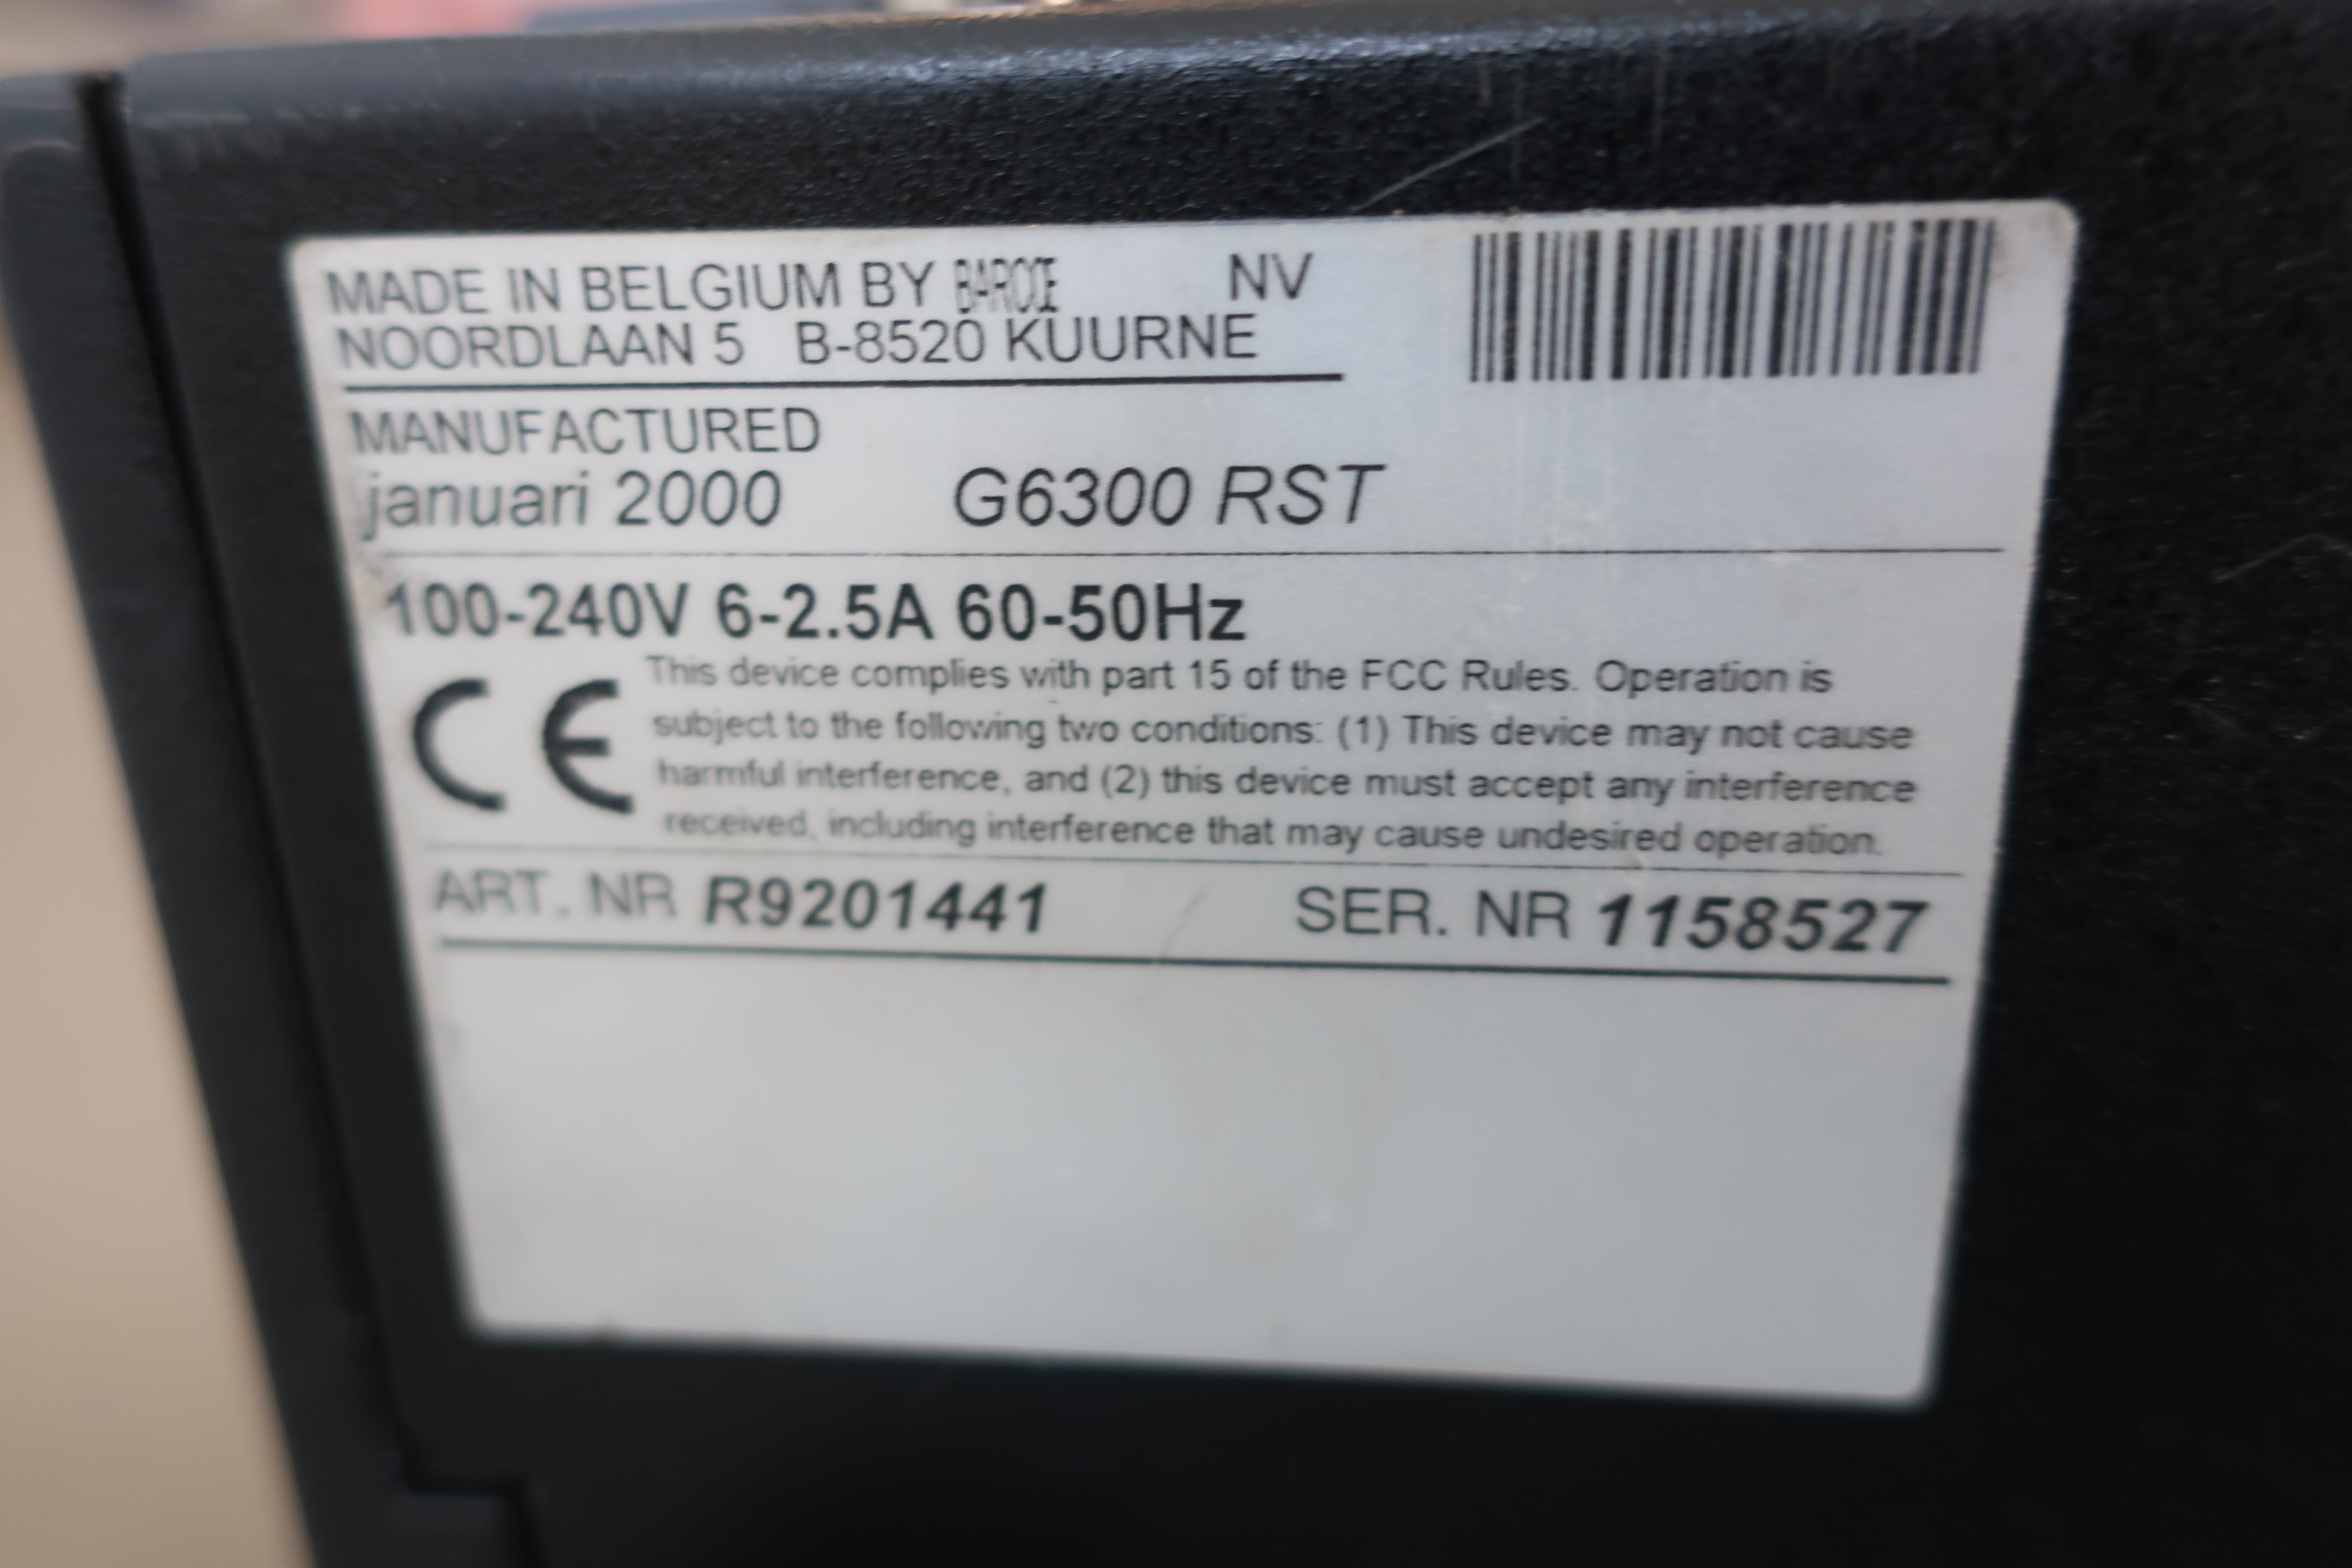 MADE IN BELGIUM BY NV
NOORDLAAN 5 B-8520 KUURNE
MANUFACTURED
januari 2000 G6300 RST
100-240V 6-2.5A 60-50Hz
CE
This device complies with part 15 of the FCC Rules. Operation is
subject to the following two conditions: (1) This device may not cause
harmful interference, and (2) this device must accept any interference
received, including interference that may cause undesired operation.
ART. NR R9201441 SER. NR 1158527